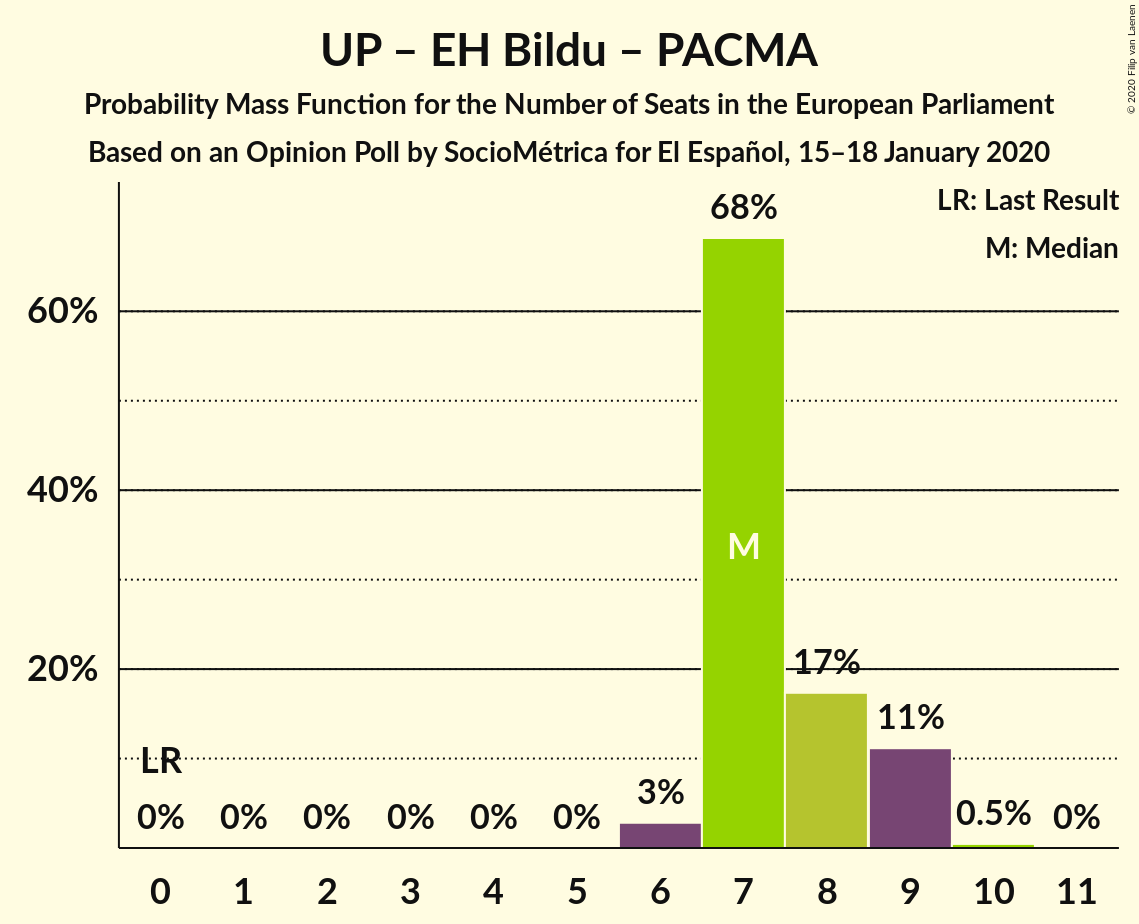 UP – EH Bildu – PACMA
Probability Mass Function for the Number of Seats in the European Parliament
Based on an Opinion Poll by SocioMétrica for El Español, 15–18 January 2020
© 2020 Filip van Laenen
LR: Last Result
M: Median
68%
60%
40%
M
20%
17%
11%
LR
3%
0% 0% 0% 0% 0% 0% 0.5% 0%
0 1 2 3 4 5 6 7 8 9 10 11